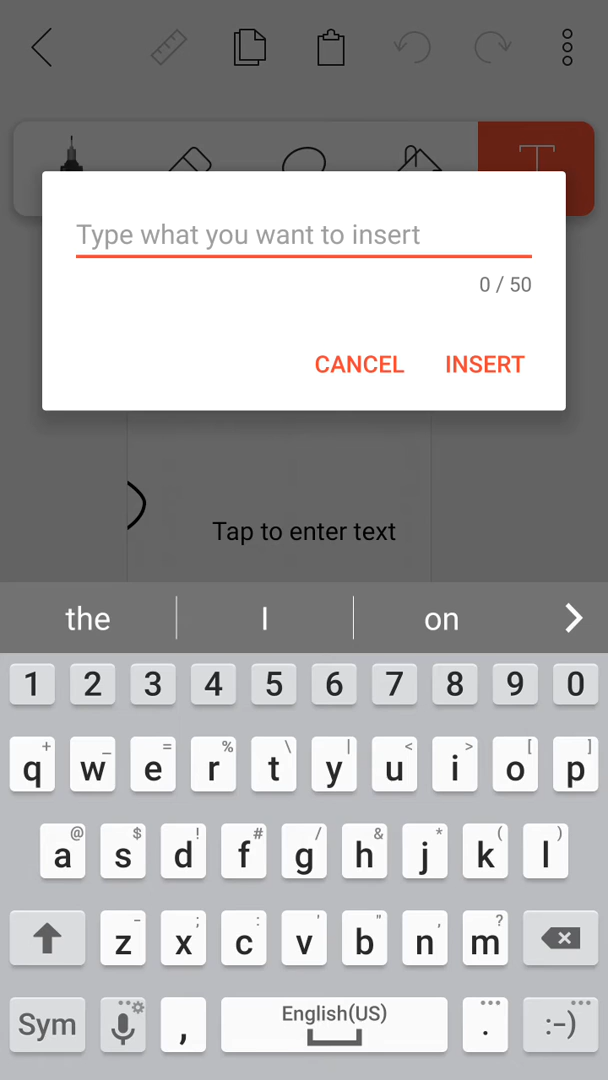 T
Type what you want to insert
0 / 50
CANCEL INSERT
Tap to enter text
the I on
1 2 3 4 5 6 7 8 9 0
+ _ = % \ | < > [ ]
q w e r t y u i o p
@ $ ! # / & * ( )
a s d f g h j k l
- ; : ' " , ?
z x c v b n m
Sym , English(US) . :-)